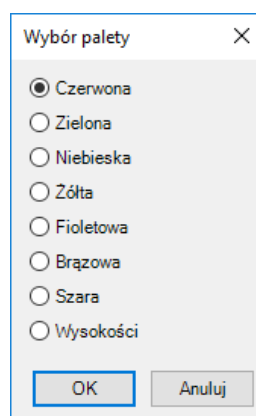 Wybór palety
Czerwona
Zielona
Niebieska
Żółta
Fioletowa
Brązowa
Szara
Wysokości
OK Anuluj